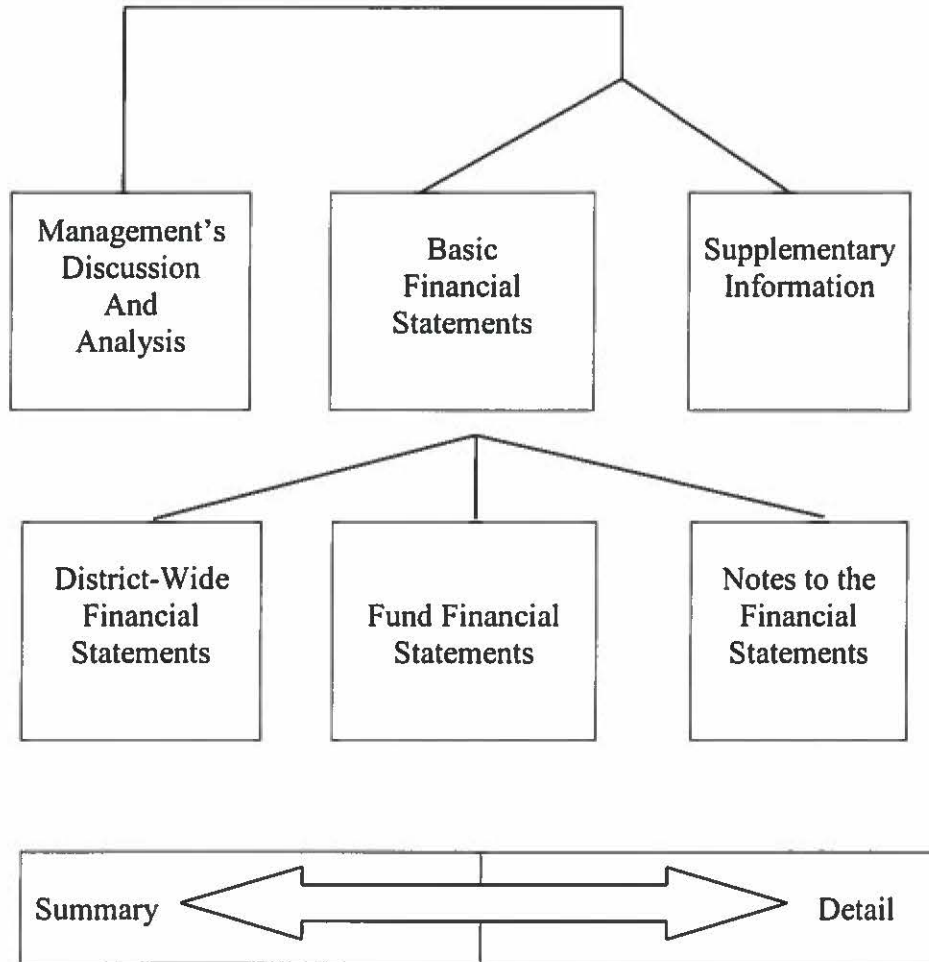 Management's
Discussion
And
Analysis
Basic
Financial
Statements
Supplementary
Information
District-Wide
Financial
Statements
Fund Financial
Statements
Notes to the
Financial
Statements
Summary
Detail